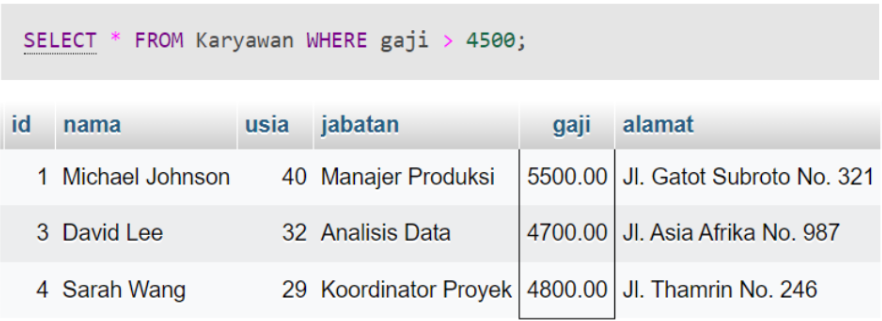 SELECT * FROM Karyawan WHERE gaji > 4500;
id nama usia jabatan gaji alamat
1 Michael Johnson 40 Manajer Produksi 5500.00 Jl. Gatot Subroto No. 321
3 David Lee 32 Analisis Data 4700.00 Jl. Asia Afrika No. 987
4 Sarah Wang 29 Koordinator Proyek 4800.00 Jl. Thamrin No. 246